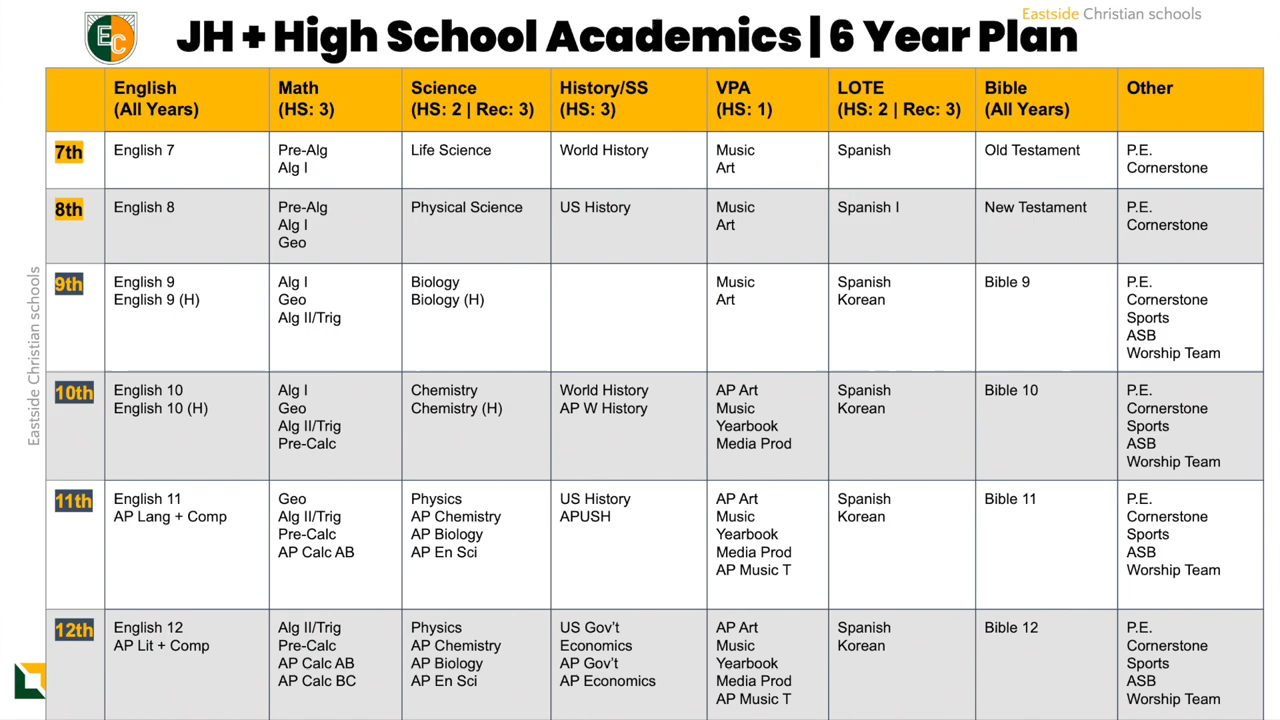 Eastside Christian schools
EC
JH + High School Academics | 6 Year Plan
English (All Years)
Math (HS: 3)
Science (HS: 2 | Rec: 3)
History/SS (HS: 3)
VPA (HS: 1)
LOTE (HS: 2 | Rec: 3)
Bible (All Years)
Other
7th
English 7
Pre-Alg
Alg I
Life Science
World History
Music
Art
Spanish
Old Testament
P.E.
Cornerstone
8th
English 8
Pre-Alg
Alg I
Geo
Physical Science
US History
Music
Art
Spanish I
New Testament
P.E.
Cornerstone
9th
English 9
English 9 (H)
Alg I
Geo
Alg II/Trig
Biology
Biology (H)
Music
Art
Spanish
Korean
Bible 9
P.E.
Cornerstone
Sports
ASB
Worship Team
10th
English 10
English 10 (H)
Alg I
Geo
Alg II/Trig
Pre-Calc
Chemistry
Chemistry (H)
World History
AP W History
AP Art
Music
Yearbook
Media Prod
Spanish
Korean
Bible 10
P.E.
Cornerstone
Sports
ASB
Worship Team
11th
English 11
AP Lang + Comp
Geo
Alg II/Trig
Pre-Calc
AP Calc AB
Physics
AP Chemistry
AP Biology
AP En Sci
US History
APUSH
AP Art
Music
Yearbook
Media Prod
AP Music T
Spanish
Korean
Bible 11
P.E.
Cornerstone
Sports
ASB
Worship Team
12th
English 12
AP Lit + Comp
Alg II/Trig
Pre-Calc
AP Calc AB
AP Calc BC
Physics
AP Chemistry
AP Biology
AP En Sci
US Gov't
Economics
AP Gov't
AP Economics
AP Art
Music
Yearbook
Media Prod
AP Music T
Spanish
Korean
Bible 12
P.E.
Cornerstone
Sports
ASB
Worship Team
Eastside Christian schools